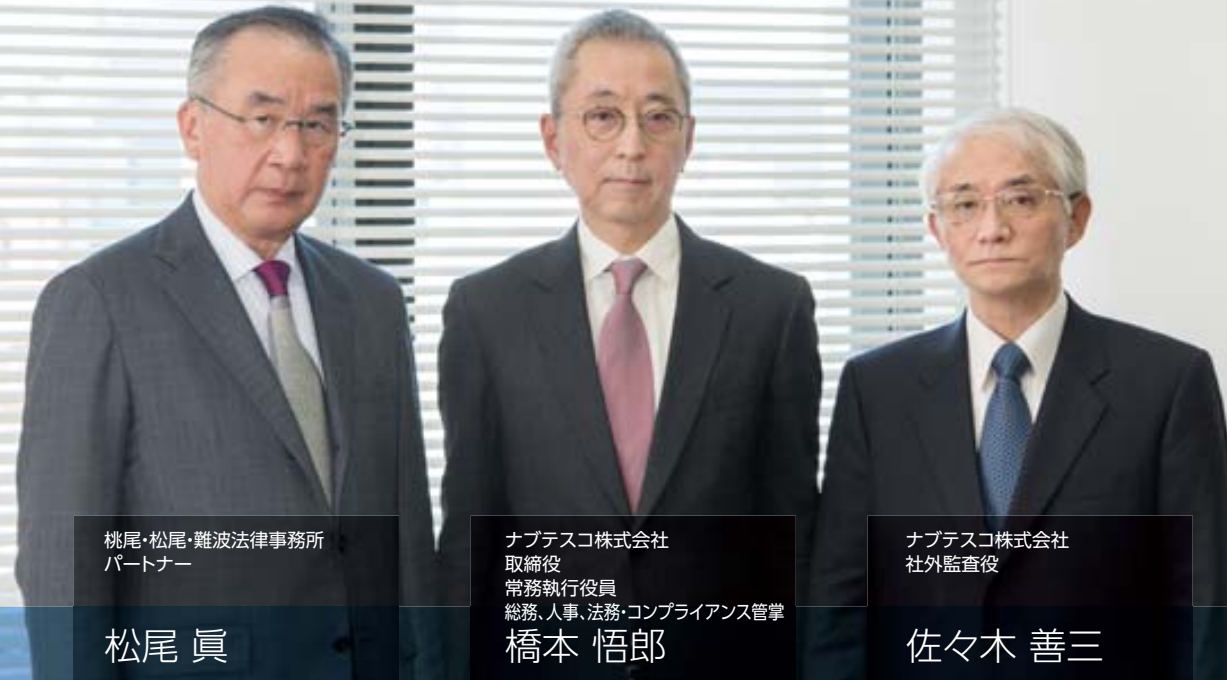 桃尾・松尾・難波法律事務所
パートナー
松尾 眞
ナブテスコ株式会社
取締役
常務執行役員
総務、人事、法務・コンプライアンス管掌
橋本 悟郎
ナブテスコ株式会社
社外監査役
佐々木 善三